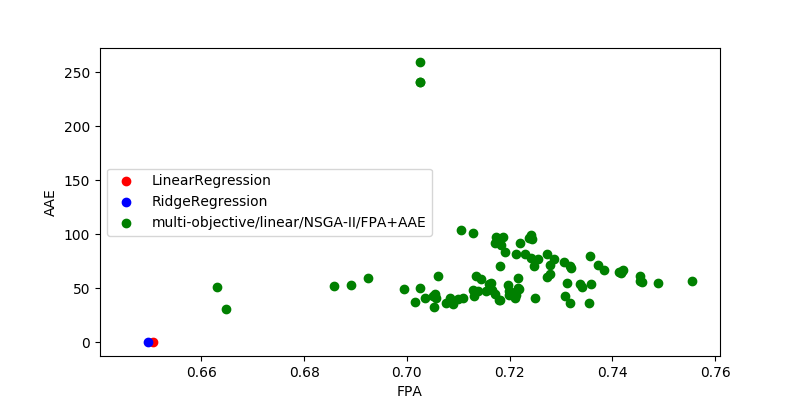 250
200
150
100
50
0
AAE
LinearRegression
RidgeRegression
multi-objective/linear/NSGA-II/FPA+AAE
0.66 0.68 0.70 0.72 0.74 0.76
FPA